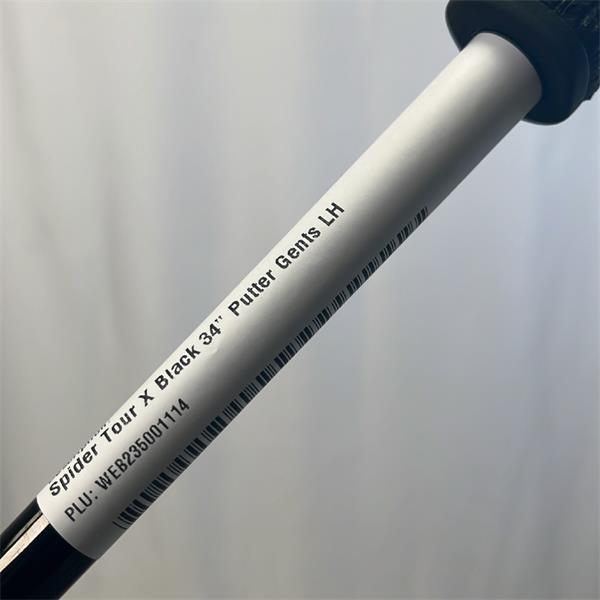 Spider Tour X Black 34" Putter Gents LH
PLU: WEB235001114